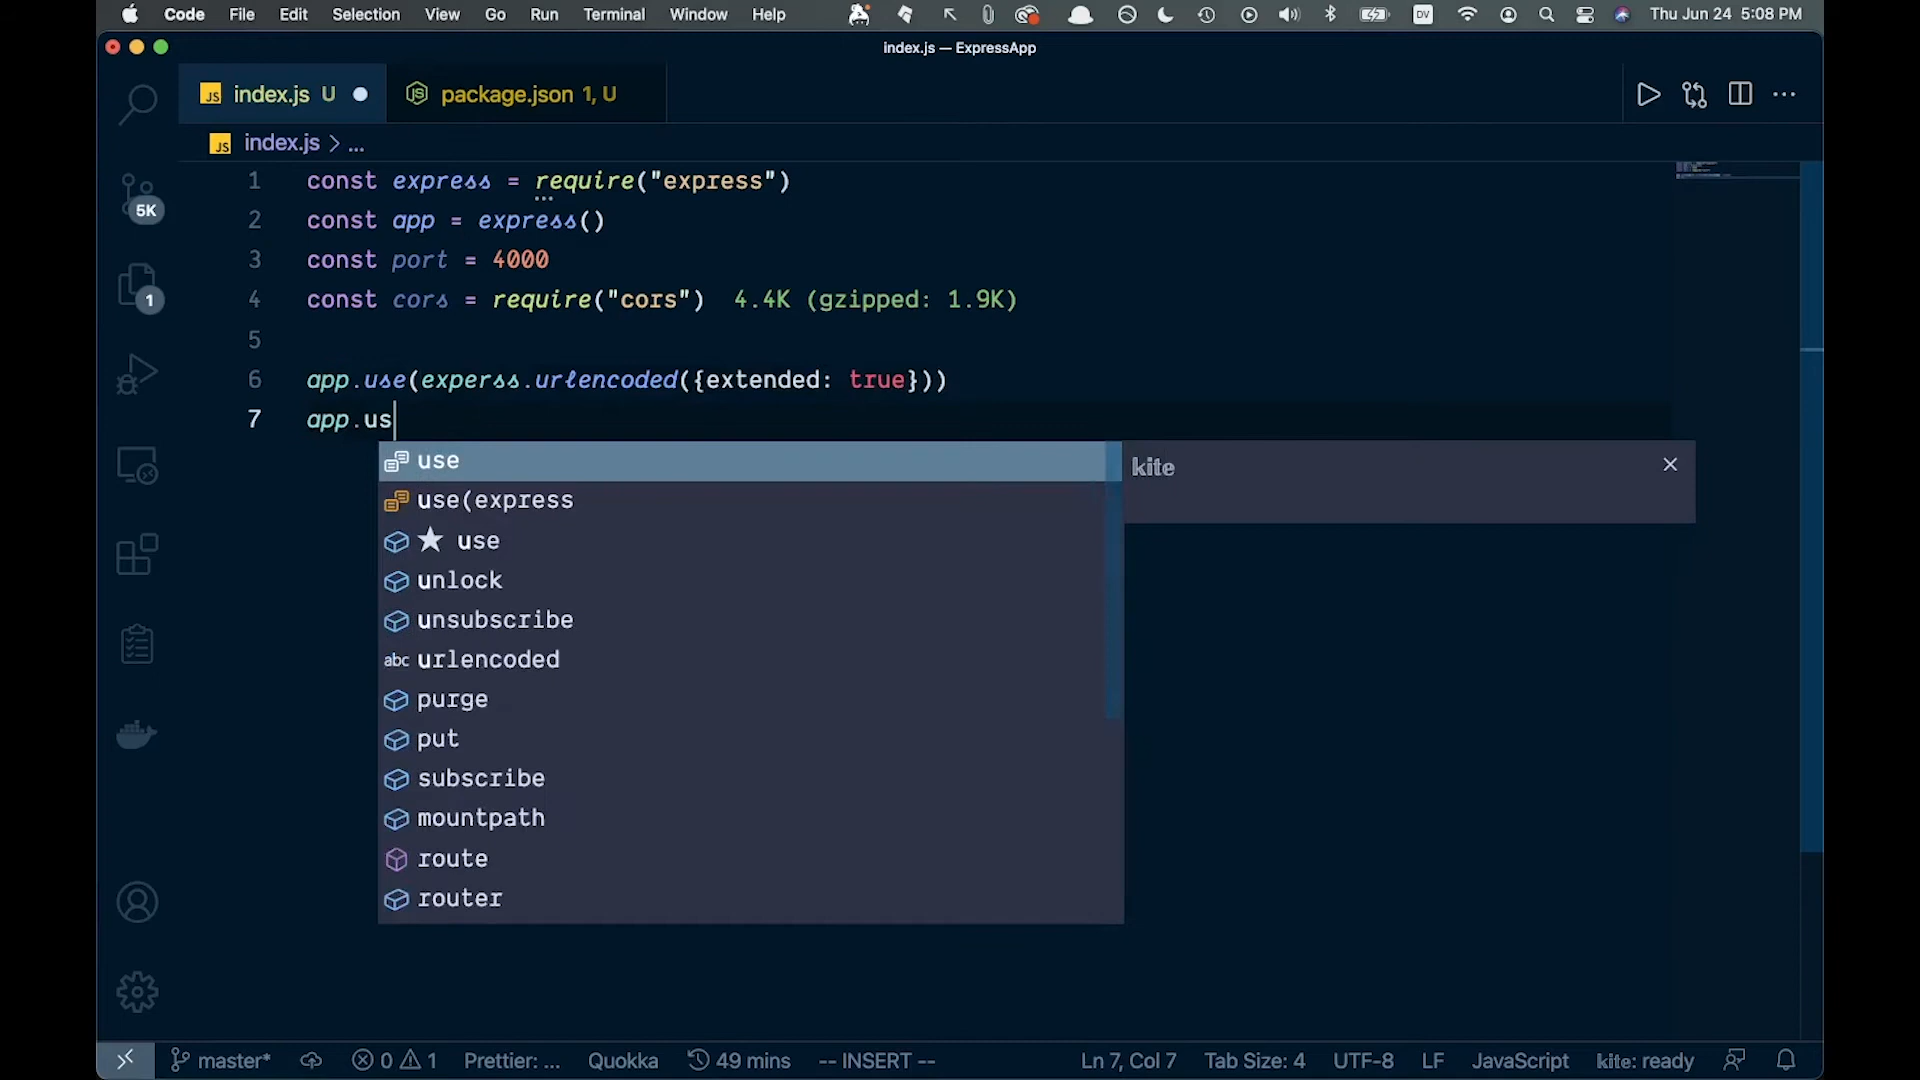 Code File Edit Selection View Go Run Terminal Window Help DV Thu Jun 24 5:08 PM
index.js — ExpressApp
JS index.js U package.json 1, U
JS index.js > ...
1 const express = require("express")
2 const app = express()
3 const port = 4000
4 const cors = require("cors") 4.4K (gzipped: 1.9K)
5
6 app.use(experss.urlencoded({extended: true}))
7 app.us
5K
1
use
use(express
★ use
unlock
unsubscribe
abc urlencoded
purge
put
subscribe
mountpath
route
router
kite
master* 0 1 Prettier: ... Quokka 49 mins -- INSERT -- Ln 7, Col 7 Tab Size: 4 UTF-8 LF JavaScript kite: ready